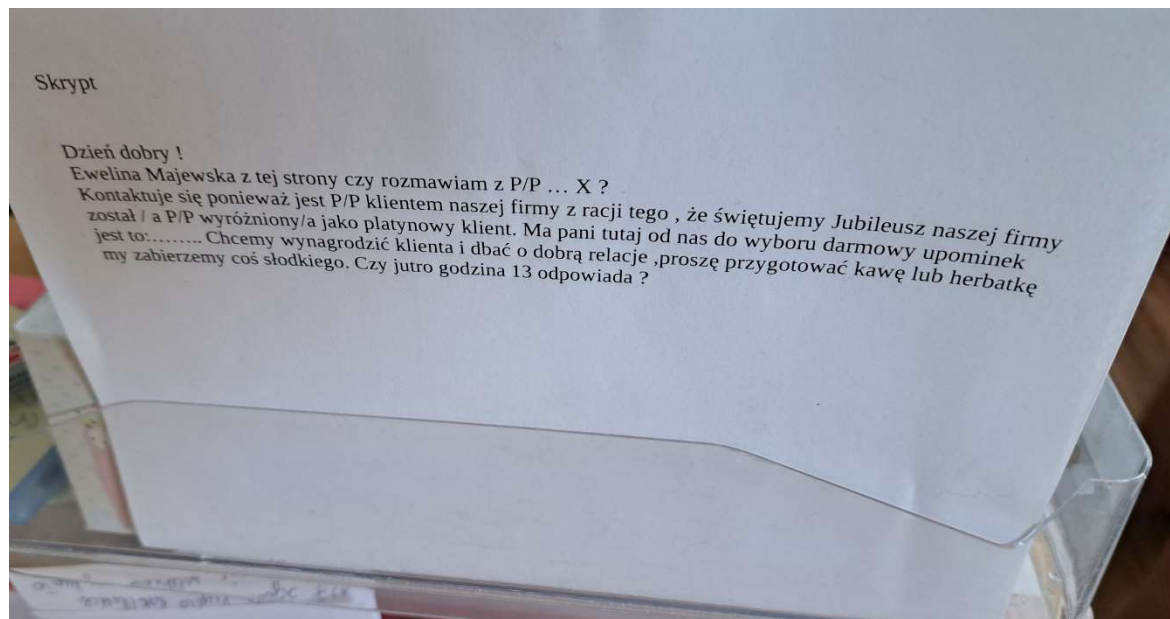 Skrypt
Dzień dobry !
Ewelina Majewska z tej strony czy rozmawiam z P/P ... X ?
Kontaktuje się ponieważ jest P/P klientem naszej firmy z racji tego , że świętujemy Jubileusz naszej firmy
został / a P/P wyróżniony/a jako platynowy klient. Ma pani tutaj od nas do wyboru darmowy upominek
jest to:........ Chcemy wynagrodzić klienta i dbać o dobrą relacje ,proszę przygotować kawę lub herbatkę
my zabierzemy coś słodkiego. Czy jutro godzina 13 odpowiada ?